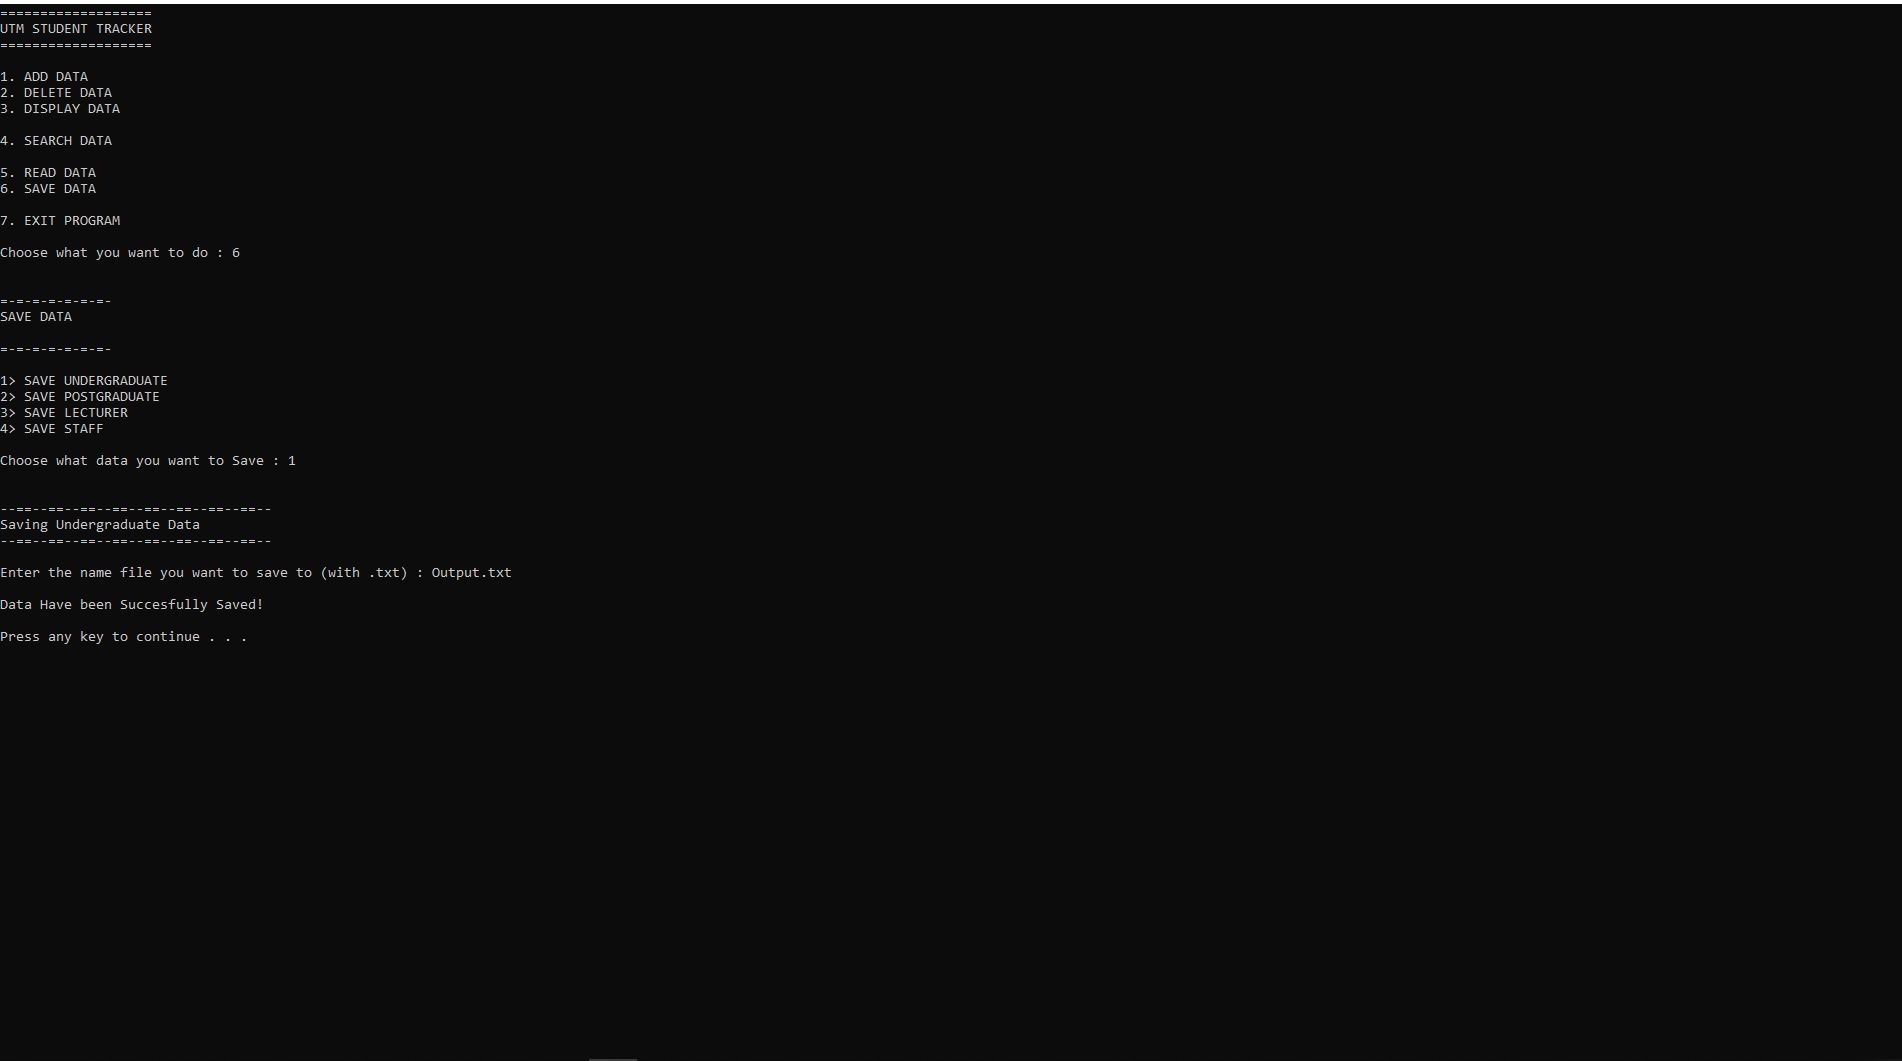 ===================
UTM STUDENT TRACKER
===================
1. ADD DATA
2. DELETE DATA
3. DISPLAY DATA
4. SEARCH DATA
5. READ DATA
6. SAVE DATA
7. EXIT PROGRAM
Choose what you want to do : 6
=-=-=-=-=-=-=-
SAVE DATA
=-=-=-=-=-=-=-
1> SAVE UNDERGRADUATE
2> SAVE POSTGRADUATE
3> SAVE LECTURER
4> SAVE STAFF
Choose what data you want to Save : 1
--==--==--==--==--==--==--==--==--
Saving Undergraduate Data
--==--==--==--==--==--==--==--==--
Enter the name file you want to save to (with .txt) : Output.txt
Data Have been Succesfully Saved!
Press any key to continue . . .